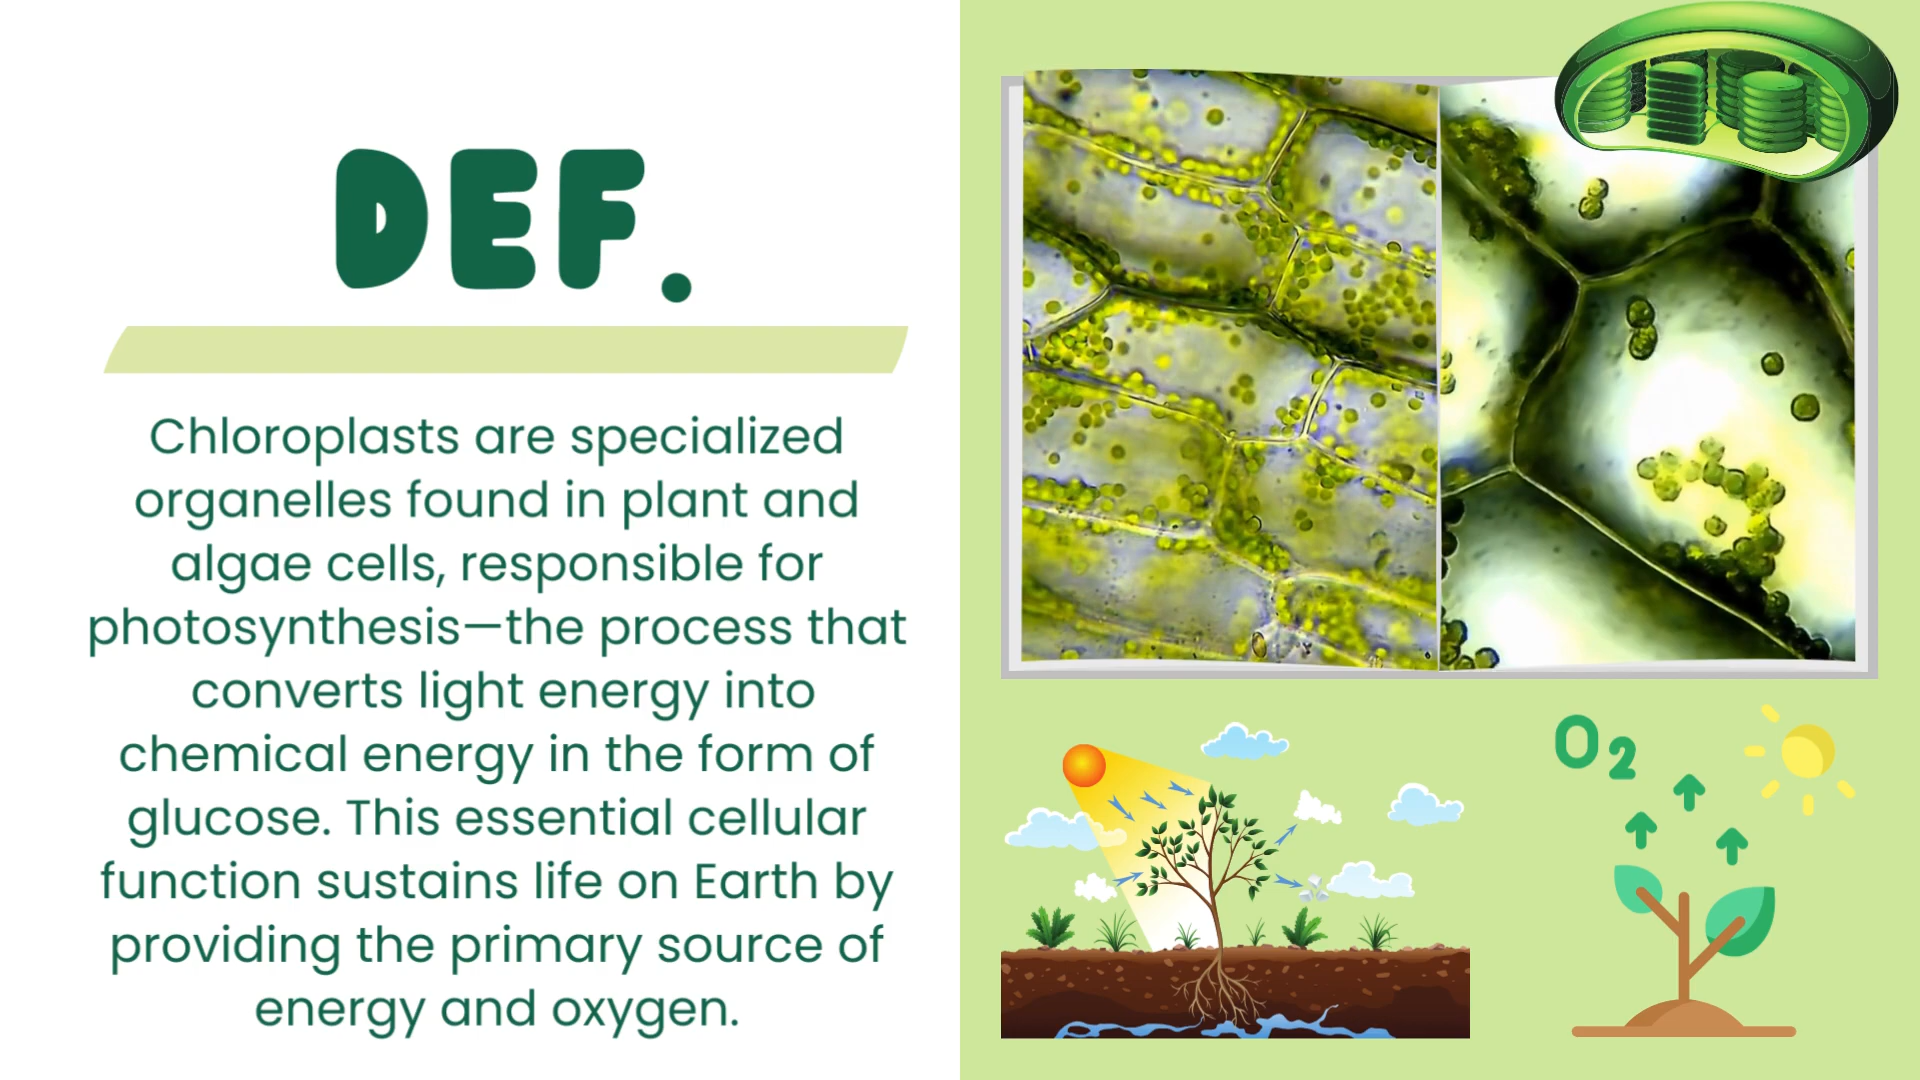 DEF.
Chloroplasts are specialized
organelles found in plant and
algae cells, responsible for
photosynthesis—the process that
converts light energy into
chemical energy in the form of
glucose. This essential cellular
function sustains life on Earth by
providing the primary source of
energy and oxygen.
O2